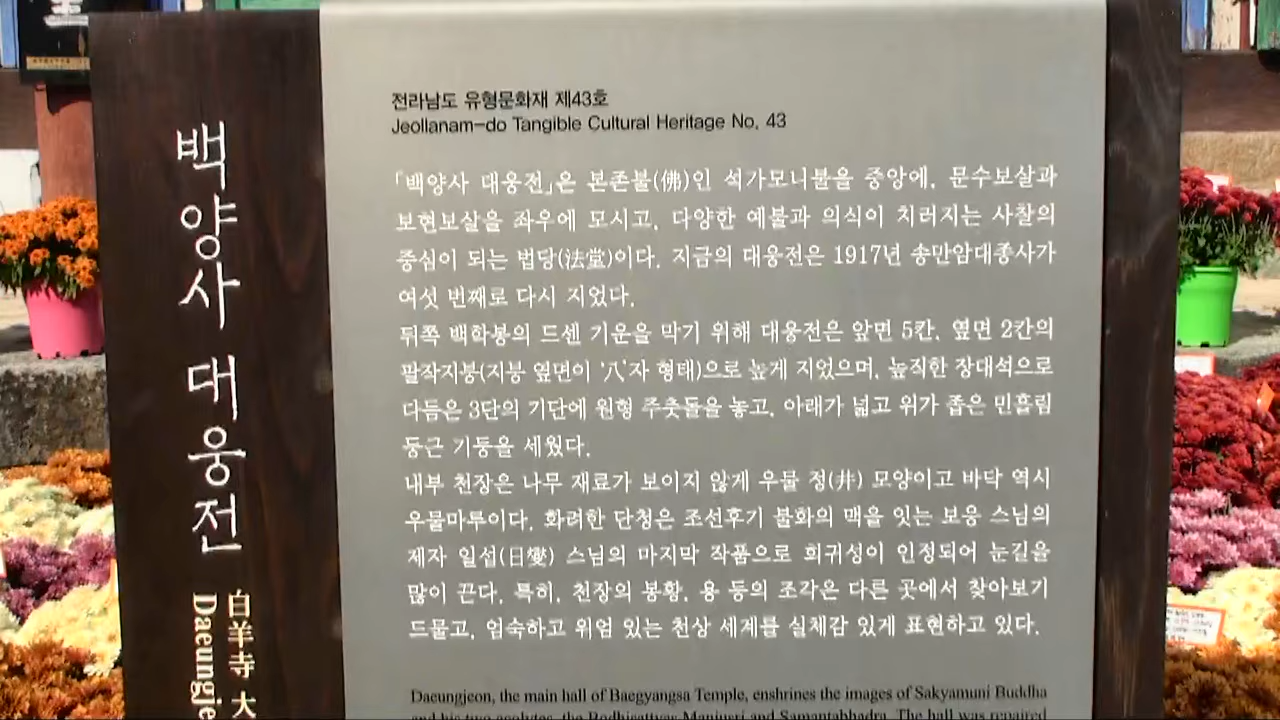 백양사 대웅전
白羊寺 大
Daeungje
전라남도 유형문화재 제43호
Jeollanam-do Tangible Cultural Heritage No. 43
「백양사 대웅전」은 본존불(佛)인 석가모니불을 중앙에, 문수보살과
보현보살을 좌우에 모시고, 다양한 예불과 의식이 치러지는 사찰의
중심이 되는 법당(法堂)이다. 지금의 대웅전은 1917년 송만암대종사가
여섯 번째로 다시 지었다.
뒤쪽 백학봉의 드센 기운을 막기 위해 대웅전은 앞면 5칸, 옆면 2칸의
팔작지붕(지붕 옆면이 '八'자 형태)으로 높게 지었으며, 높직한 장대석으로
다듬은 3단의 기단에 원형 주춧돌을 놓고, 아래가 넓고 위가 좁은 민흘림
둥근 기둥을 세웠다.
내부 천장은 나무 재료가 보이지 않게 우물 정(井) 모양이고 바닥 역시
우물마루이다. 화려한 단청은 조선후기 불화의 맥을 잇는 보응 스님의
제자 일섭(日燮) 스님의 마지막 작품으로 희귀성이 인정되어 눈길을
많이 끈다. 특히, 천장의 봉황, 용 등의 조각은 다른 곳에서 찾아보기
드물고, 엄숙하고 위엄 있는 천상 세계를 실체감 있게 표현하고 있다.
Daeungjeon, the main hall of Baegyangsa Temple, enshrines the images of Sakyamuni Buddha
and his two acolytes, the Bodhisattvas Manjusri and Samantabhadra. The hall was repaired